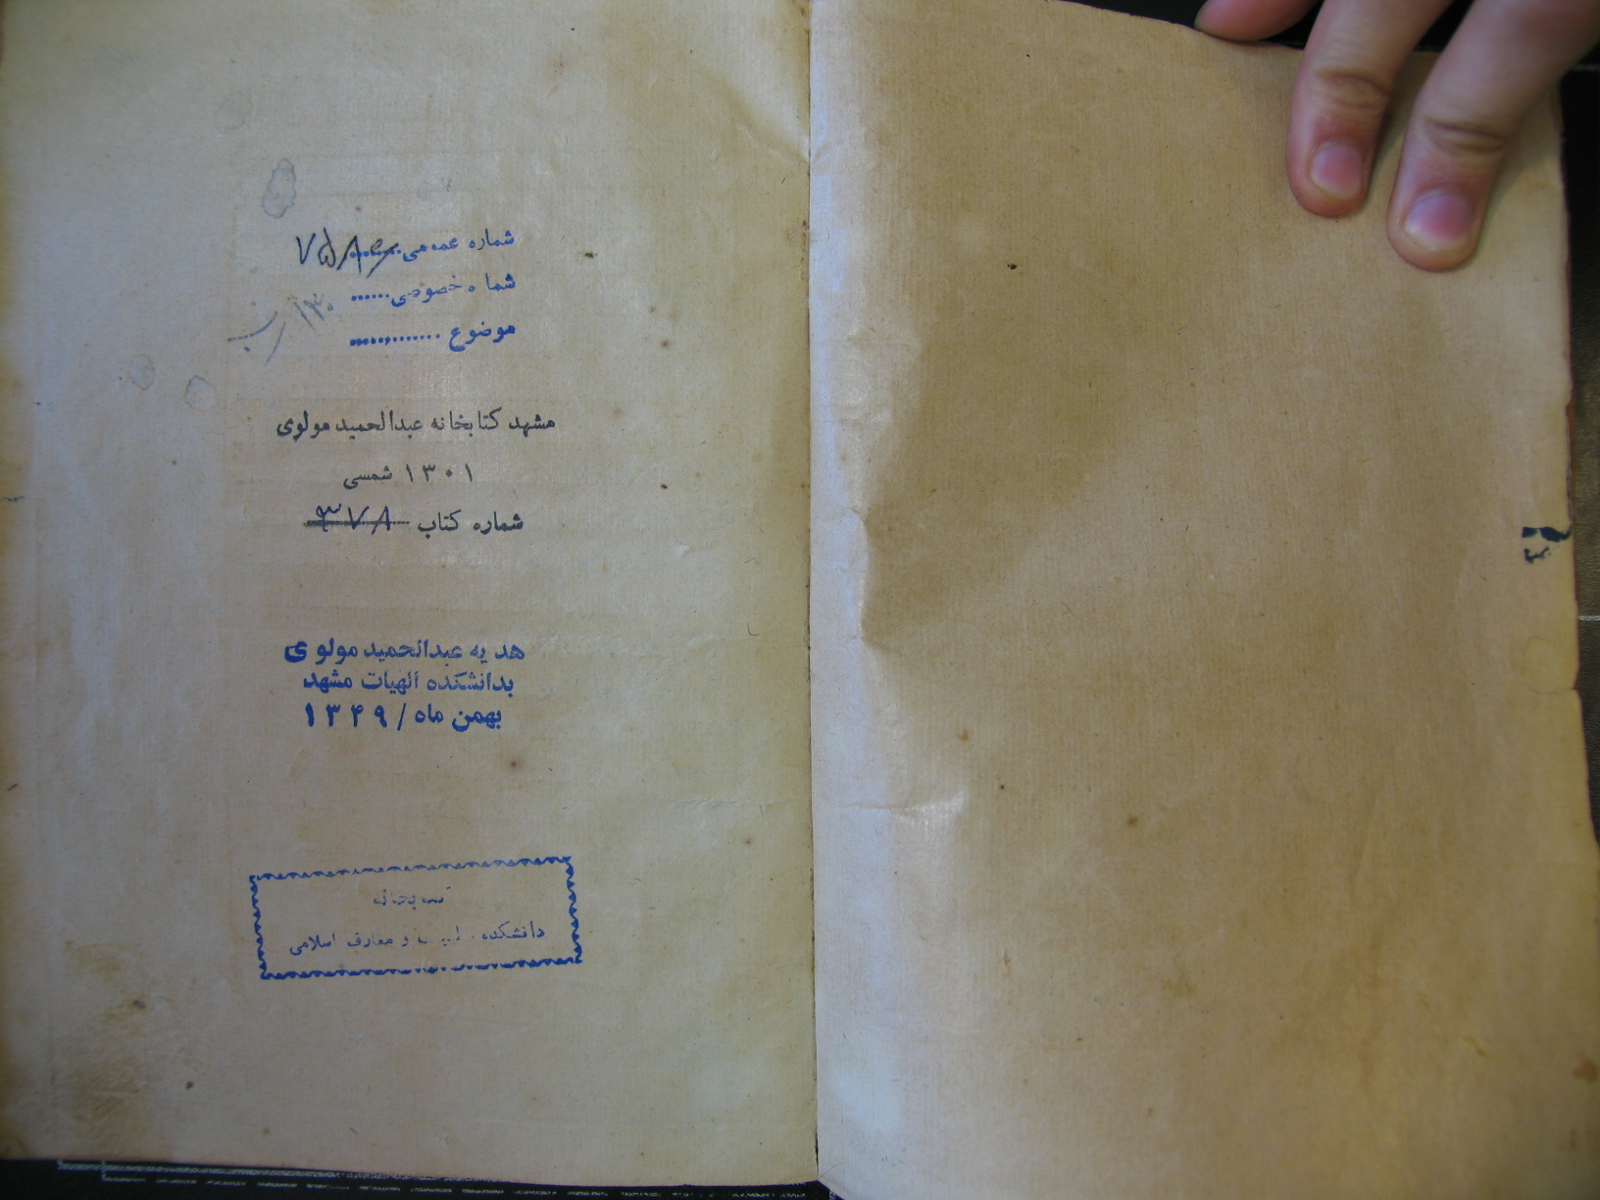 شماره عمومی ........
شماره خصوصی ......
موضوع .............
مشهد کتابخانه عبدالحمید مولوی
۱۳۰۱ شمسی
شماره کتاب ۳۷۸
هدیه عبدالحمید مولوی
بدانشکده الهیات مشهد
بهمن ماه / ۱۳۴۹
کتابخانه
دانشکده الهیات و معارف اسلامی